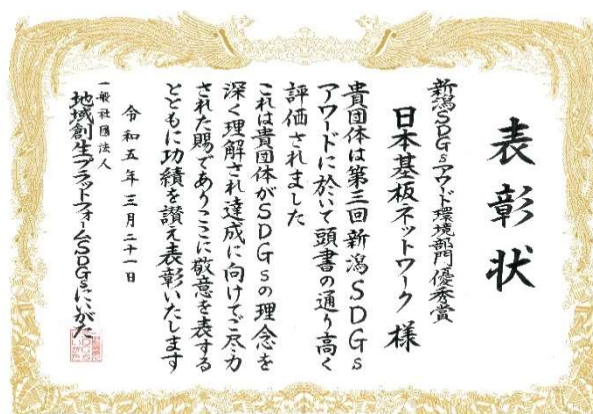 表彰状
新潟SDGsアワード環境部門優秀賞
日本基板ネットワーク 様
貴団体は第三回新潟SDGs
アワードに於いて頭書の通り高く
評価されました
これは貴団体がSDGsの理念を
深く理解され達成に向けてご尽力
された賜でありここに敬意を表する
とともに功績を讃え表彰いたします
令和五年三月二十一日
一般社団法人
地域創生プラットフォームSDGsにいがた